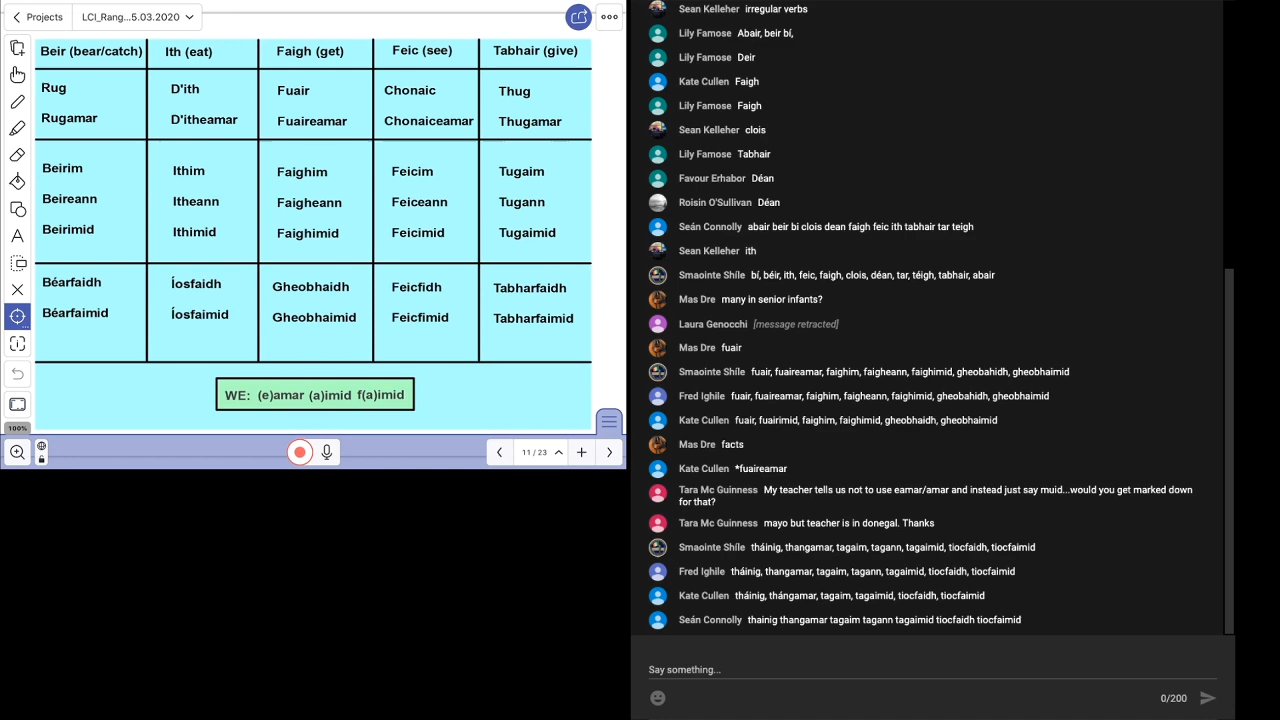 Projects
LCI_Rang...5.03.2020
Beir (bear/catch) Ith (eat) Faigh (get) Feic (see) Tabhair (give)
Rug D'ith Fuair Chonaic Thug
Rugamar D'itheamar Fuaireamar Chonaiceamar Thugamar
Beirim Ithim Faighim Feicim Tugaim
Beireann Itheann Faigheann Feiceann Tugann
Beirimid Ithimid Faighimid Feicimid Tugaimid
Béarfaidh Íosfaidh Gheobhaidh Feicfidh Tabharfaidh
Béarfaimid Íosfaimid Gheobhaimid Feicfimid Tabharfaimid
WE: (e)amar (a)imid f(a)imid
100%
11 / 23
Sean Kelleher irregular verbs
Lily Famose Abair, beir bí,
Lily Famose Deir
Kate Cullen Faigh
Lily Famose Faigh
Sean Kelleher clois
Lily Famose Tabhair
Favour Erhabor Déan
Roisin O'Sullivan Déan
Seán Connolly abair beir bi clois dean faigh feic ith tabhair tar teigh
Sean Kelleher ith
Smaointe Shíle bí, béir, ith, feic, faigh, clois, déan, tar, téigh, tabhair, abair
Mas Dre many in senior infants?
Laura Genocchi [message retracted]
Mas Dre fuair
Smaointe Shíle fuair, fuaireamar, faighim, faigheann, faighimid, gheobahidh, gheobhaimid
Fred Ighile fuair, fuaireamar, faighim, faigheann, faighimid, gheobahidh, gheobhaimid
Kate Cullen fuair, fuairimid, faighim, faighimid, gheobhaidh, gheobhaimid
Mas Dre facts
Kate Cullen *fuaireamar
Tara Mc Guinness My teacher tells us not to use eamar/amar and instead just say muid...would you get marked down
for that?
Tara Mc Guinness mayo but teacher is in donegal. Thanks
Smaointe Shíle tháinig, thangamar, tagaim, tagann, tagaimid, tiocfaidh, tiocfaimid
Fred Ighile tháinig, thangamar, tagaim, tagann, tagaimid, tiocfaidh, tiocfaimid
Kate Cullen tháinig, thángamar, tagaim, tagaimid, tiocfaidh, tiocfaimid
Seán Connolly thainig thangamar tagaim tagann tagaimid tiocfaidh tiocfaimid
Say something...
0/200